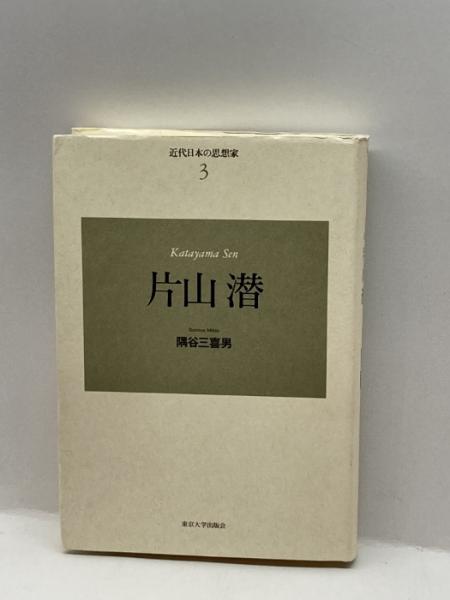 近代日本の思想家
3
Katayama Sen
片山 潜
Sumiya Mikio
隅谷三喜男
東京大学出版会